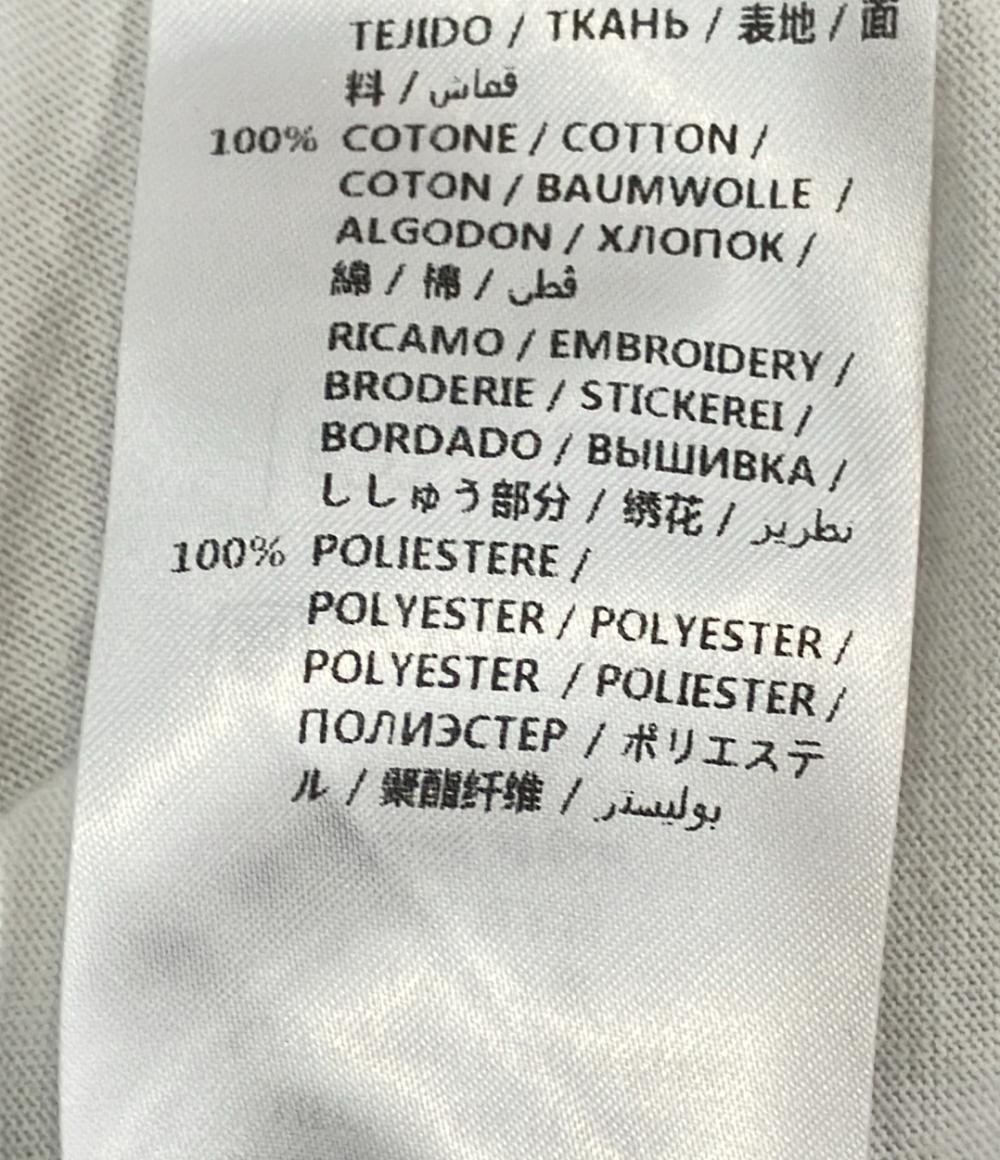 TEJIDO / ТКАНЬ / 表地 / 面
料 / قماش
100% COTONE / COTTON /
COTON / BAUMWOLLE /
ALGODON / ХЛОПОК /
綿 / 棉 / قطن
RICAMO / EMBROIDERY /
BRODERIE / STICKEREI /
BORDADO / ВЫШИВКА /
ししゅう部分 / 绣花 / تطريز
100% POLIESTERE /
POLYESTER / POLYESTER /
POLYESTER / POLIESTER /
ПОЛИЭСТЕР / ポリエステ
ル / 聚酯纤维 / بوليستر